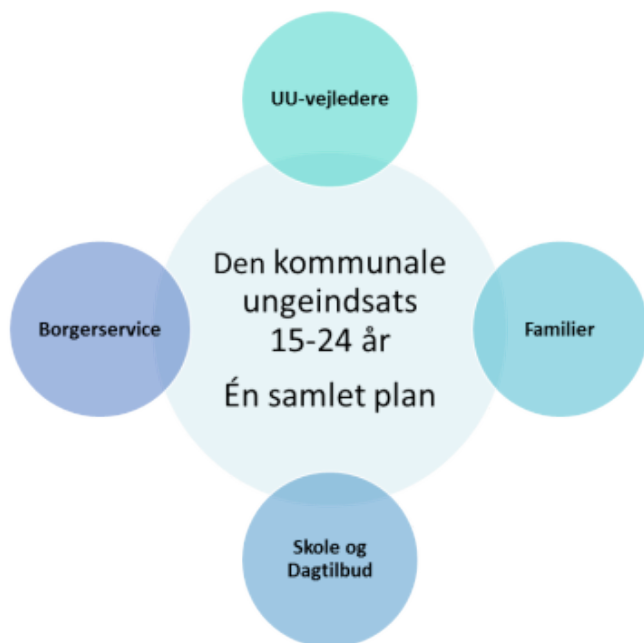 UU-vejledere
Den kommunale
ungeindsats
15-24 år
Én samlet plan
Borgerservice
Familier
Skole og
Dagtilbud